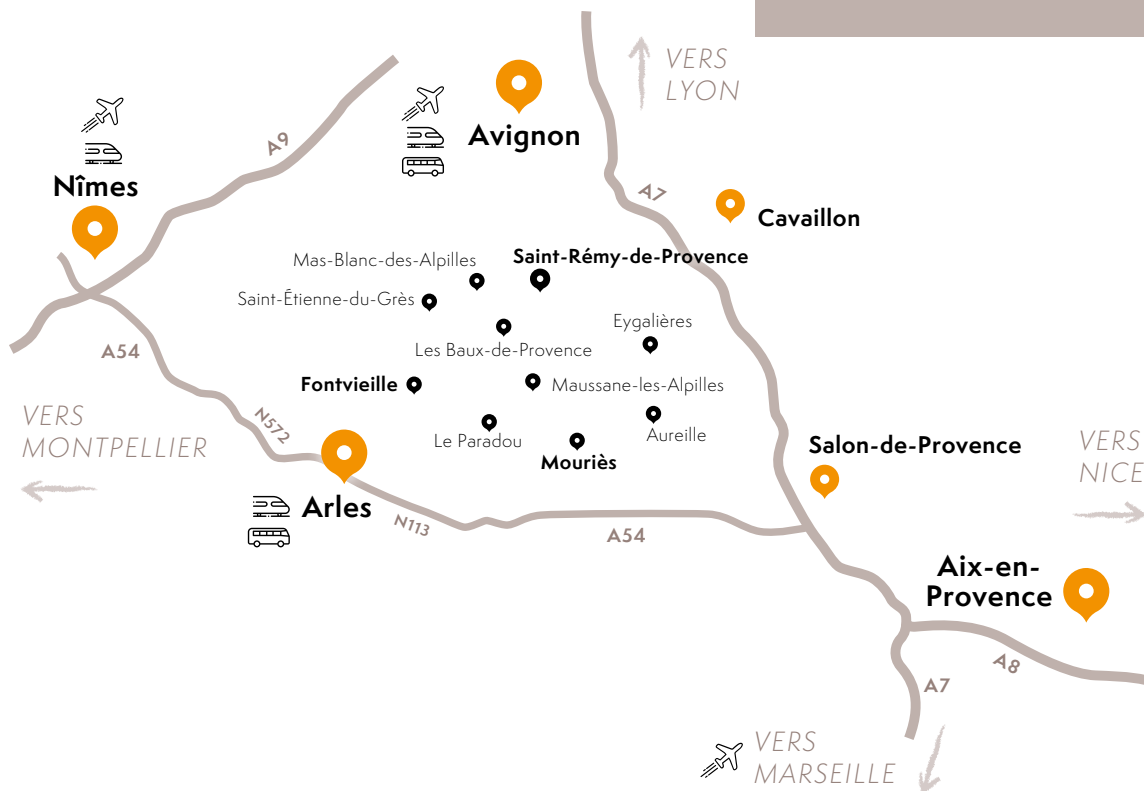 VERS
LYON
Avignon
A9
Nîmes
A7
Cavaillon
Mas-Blanc-des-Alpilles
Saint-Rémy-de-Provence
Saint-Étienne-du-Grès
Eygalières
Les Baux-de-Provence
A54
Fontvieille
Maussane-les-Alpilles
VERS
MONTPELLIER
N572
Le Paradou
Aureille
Mouriès
Salon-de-Provence
VERS
NICE
Arles
N113
A54
Aix-en-
Provence
A8
A7
VERS
MARSEILLE